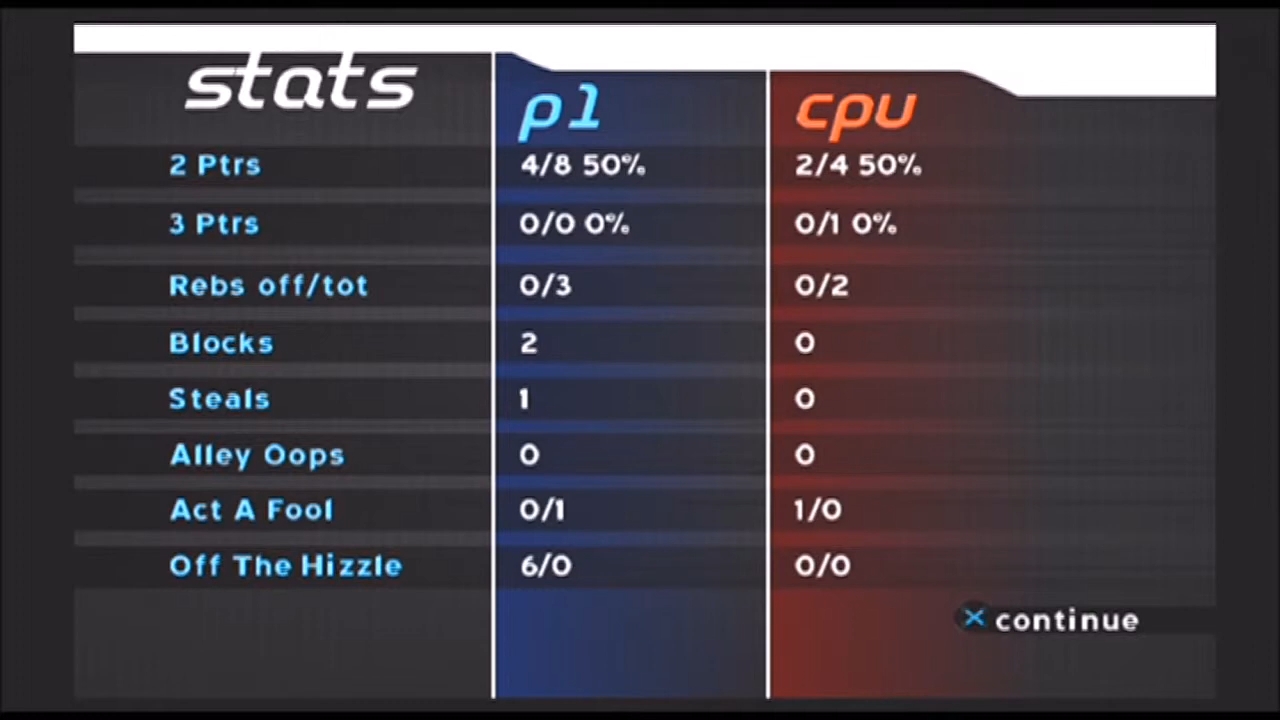 stats p1 cpu
2 Ptrs 4/8 50% 2/4 50%
3 Ptrs 0/0 0% 0/1 0%
Rebs off/tot 0/3 0/2
Blocks 2 0
Steals 1 0
Alley Oops 0 0
Act A Fool 0/1 1/0
Off The Hizzle 6/0 0/0
continue